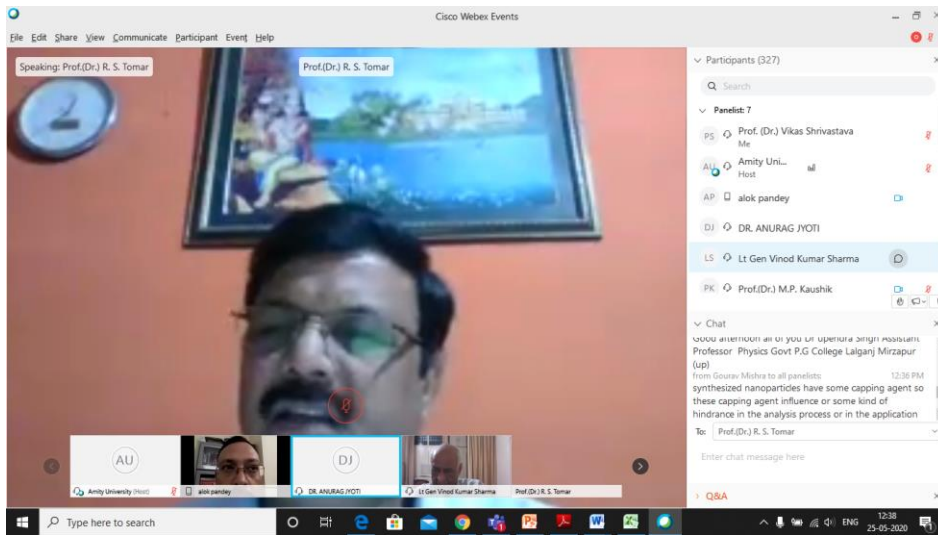 Cisco Webex Events
File Edit Share View Communicate Participant Event Help
Speaking: Prof.(Dr.) R. S. Tomar
Prof.(Dr.) R. S. Tomar
AU
DJ
Amity University (Host)
alok pandey
DR. ANURAG JYOTI
Lt Gen Vinod Kumar Sharma
Prof.(Dr.) R. S. Tomar
Participants (327)
Search
Panelist: 7
PS Prof. (Dr.) Vikas Shrivastava
Me
AU Amity Uni...
Host
AP alok pandey
DJ DR. ANURAG JYOTI
LS Lt Gen Vinod Kumar Sharma
PK Prof.(Dr.) M.P. Kaushik
Chat
Good afternoon all of you Dr upendra Singh Assistant
Professor Physics Govt P.G College Lalganj Mirzapur
(up)
from Gourav Mishra to all panelists: 12:36 PM
synthesized nanoparticles have some capping agent so
these capping agent influence or some kind of
hindrance in the analysis process or in the application
To: Prof.(Dr.) R. S. Tomar
Enter chat message here
Q&A
Type here to search
ENG
12:38
25-05-2020